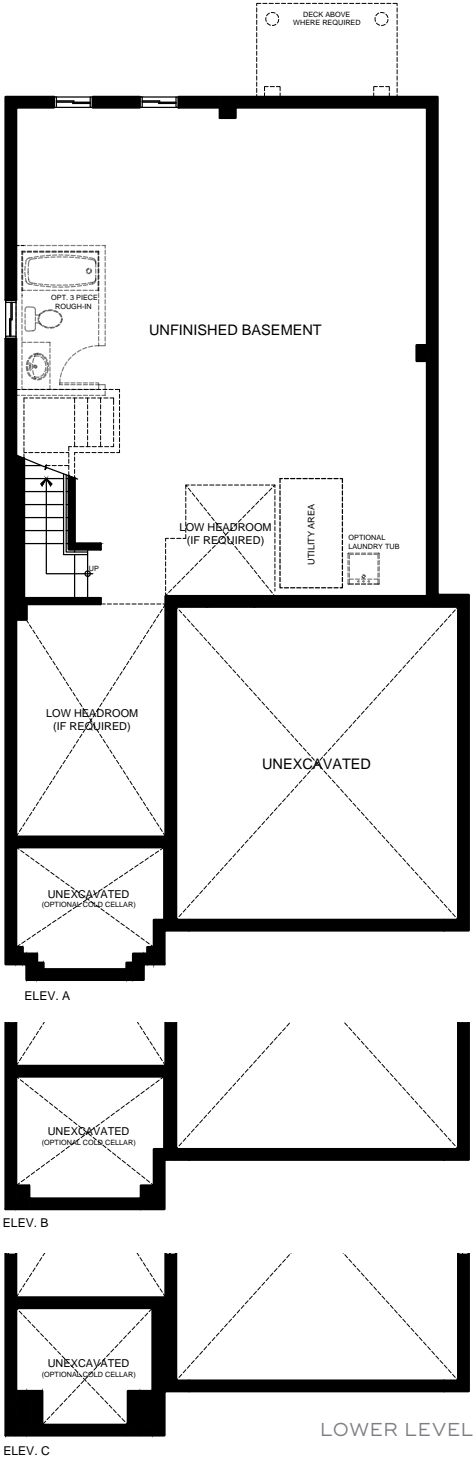 DECK ABOVE
WHERE REQUIRED
OPT. 3 PIECE
ROUGH-IN
UNFINISHED BASEMENT
LOW HEADROOM
(IF REQUIRED)
UTILITY AREA
OPTIONAL
LAUNDRY TUB
UP
LOW HEADROOM
(IF REQUIRED)
UNEXCAVATED
UNEXCAVATED
(OPTIONAL COLD CELLAR)
ELEV. A
UNEXCAVATED
(OPTIONAL COLD CELLAR)
ELEV. B
UNEXCAVATED
(OPTIONAL COLD CELLAR)
LOWER LEVEL
ELEV. C